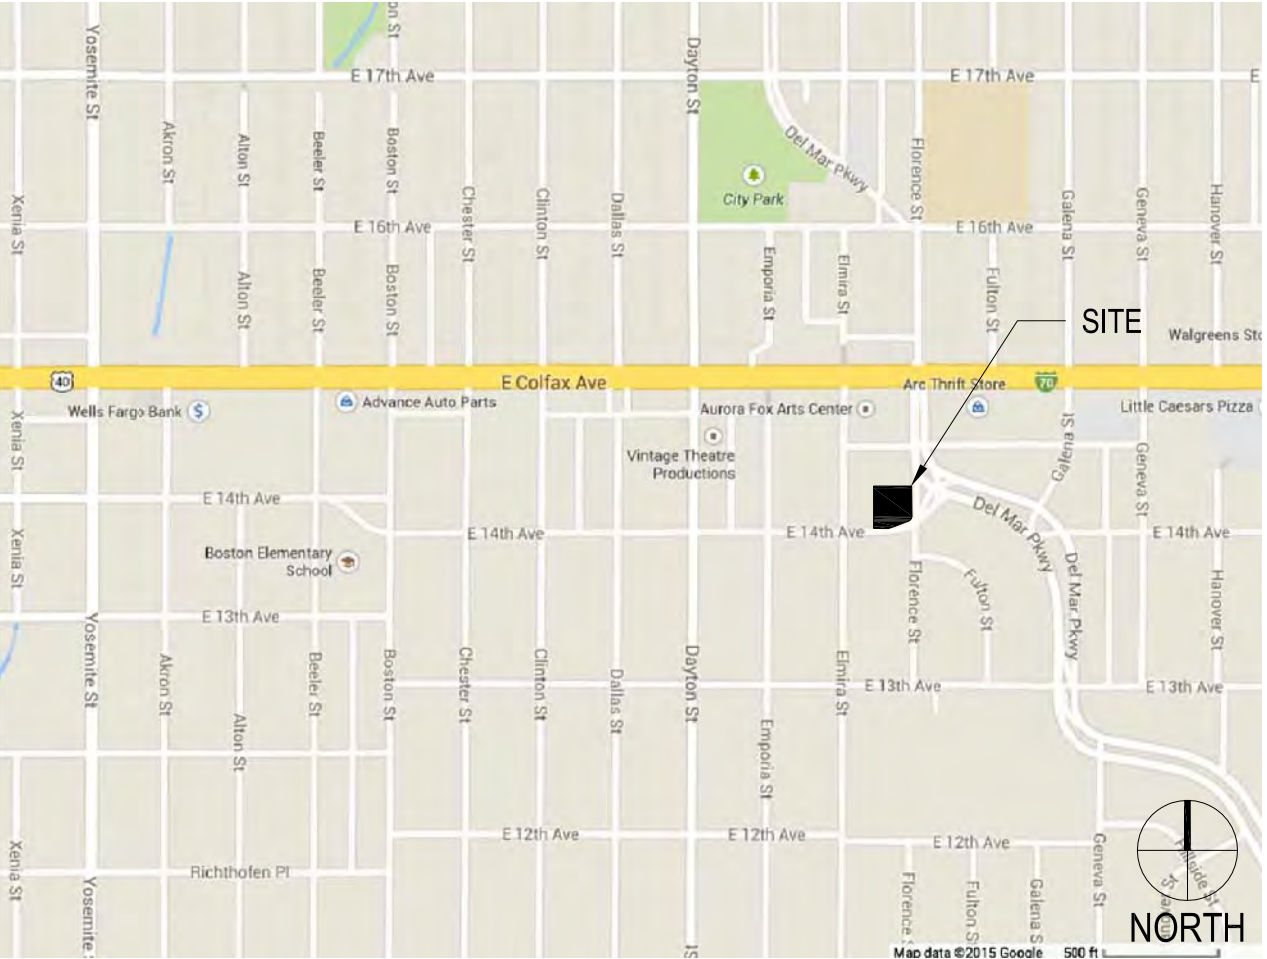 on St
Yosemite St
Dayton St
E 17th Ave
E 17th Ave
E
Akron St
Alton St
Beeler St
Boston St
Del Mar Pkwy
Florence St
City Park
Xenia St
Chester St
Clinton St
Dallas St
Galena St
Geneva St
Hanover St
E 16th Ave
E 16th Ave
Alton St
Beeler St
Boston St
Emporia St
Elmira St
Fulton St
SITE
Walgreens Sto
40
E Colfax Ave
Arc Thrift Store
70
Wells Fargo Bank
$
Advance Auto Parts
Aurora Fox Arts Center
Little Caesars Pizza
Xenia St
Vintage Theatre
Productions
Galena St
Geneva St
E 14th Ave
Del Mar Pkwy
E 14th Ave
E 14th Ave
E 14th Ave
Xenia St
Boston Elementary
School
Florence St
Fulton St
Del Mar Pkwy
Hanover St
E 13th Ave
Yosemite St
Akron St
Beeler St
Boston St
Chester St
Clinton St
Dallas St
Dayton St
Elmira St
E 13th Ave
E 13th Ave
Alton St
Emporia St
E 12th Ave
E 12th Ave
E 12th Ave
Xenia St
Richthofen Pl
Yosemite
Geneva St
Hillside St
Florence
Fulton S
Galena S
NORTH
St
Map data ©2015 Google 500 ft